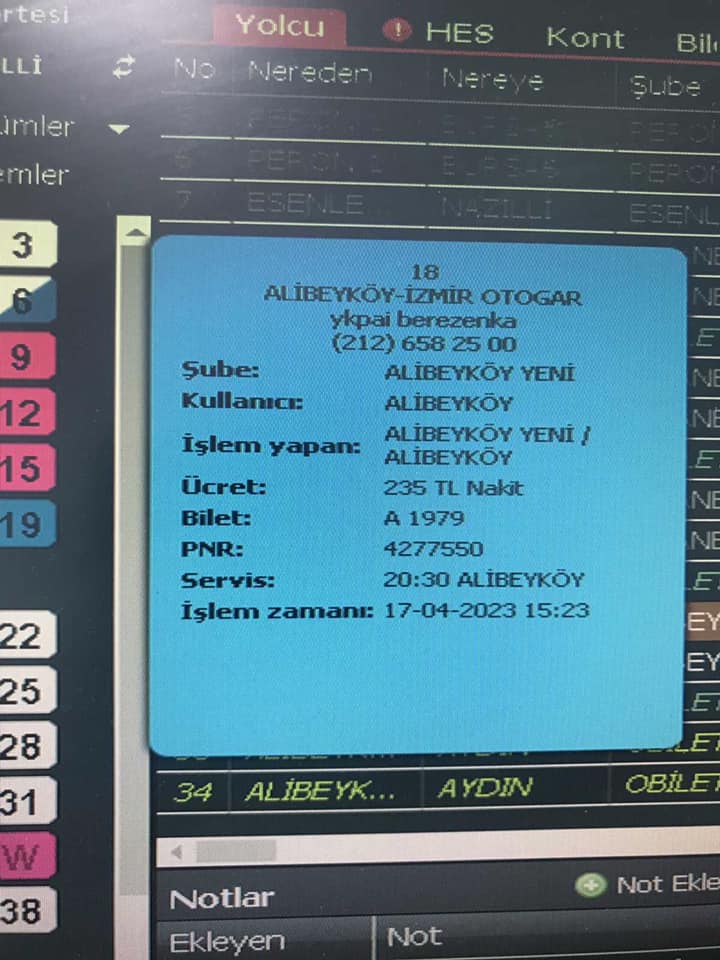 Yolcu
! HES
Kont
LLİ
No
Nereden
Nereye
Şube
emler
7
ESENLE...
NAZİLLİ
ESENL
3
6
9
12
15
19
22
25
28
31
W
38
18
ALİBEYKÖY-İZMİR OTOGAR
ykpai berezenka
(212) 658 25 00
Şube: ALİBEYKÖY YENİ
Kullanıcı: ALİBEYKÖY
İşlem yapan: ALİBEYKÖY YENİ /
ALİBEYKÖY
Ücret: 235 TL Nakit
Bilet: A 1979
PNR: 4277550
Servis: 20:30 ALİBEYKÖY
İşlem zamanı: 17-04-2023 15:23
34 ALİBEYK... AYDIN OBİLET
Notlar
Not Ekle
Ekleyen
Not